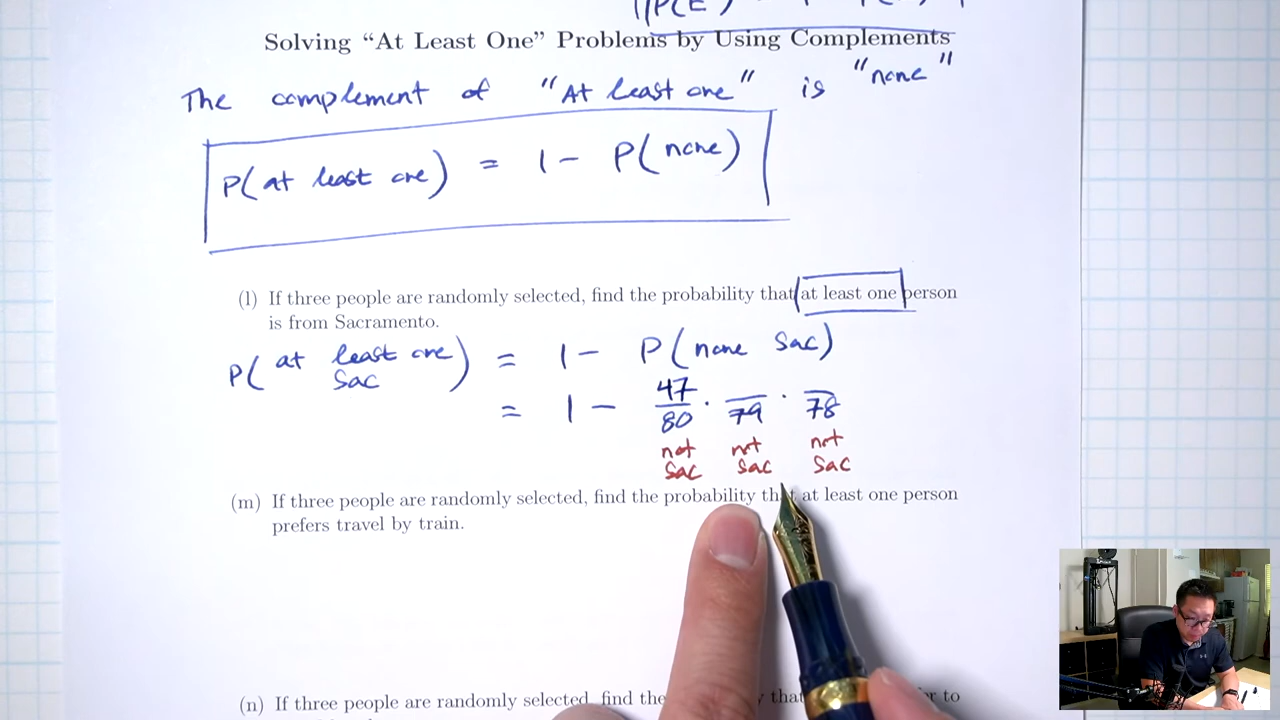 Solving “At Least One” Problems by Using Complements
The complement of "At least one" is "none"
P(at least one) = 1 - P(none)
(l) If three people are randomly selected, find the probability that at least one person
is from Sacramento.
P(at least one Sac) = 1 - P(none Sac)
= 1 - 47/80 · /79 · /78
not Sac not Sac not Sac
(m) If three people are randomly selected, find the probability that at least one person
prefers travel by train.
(n) If three people are randomly selected, find the